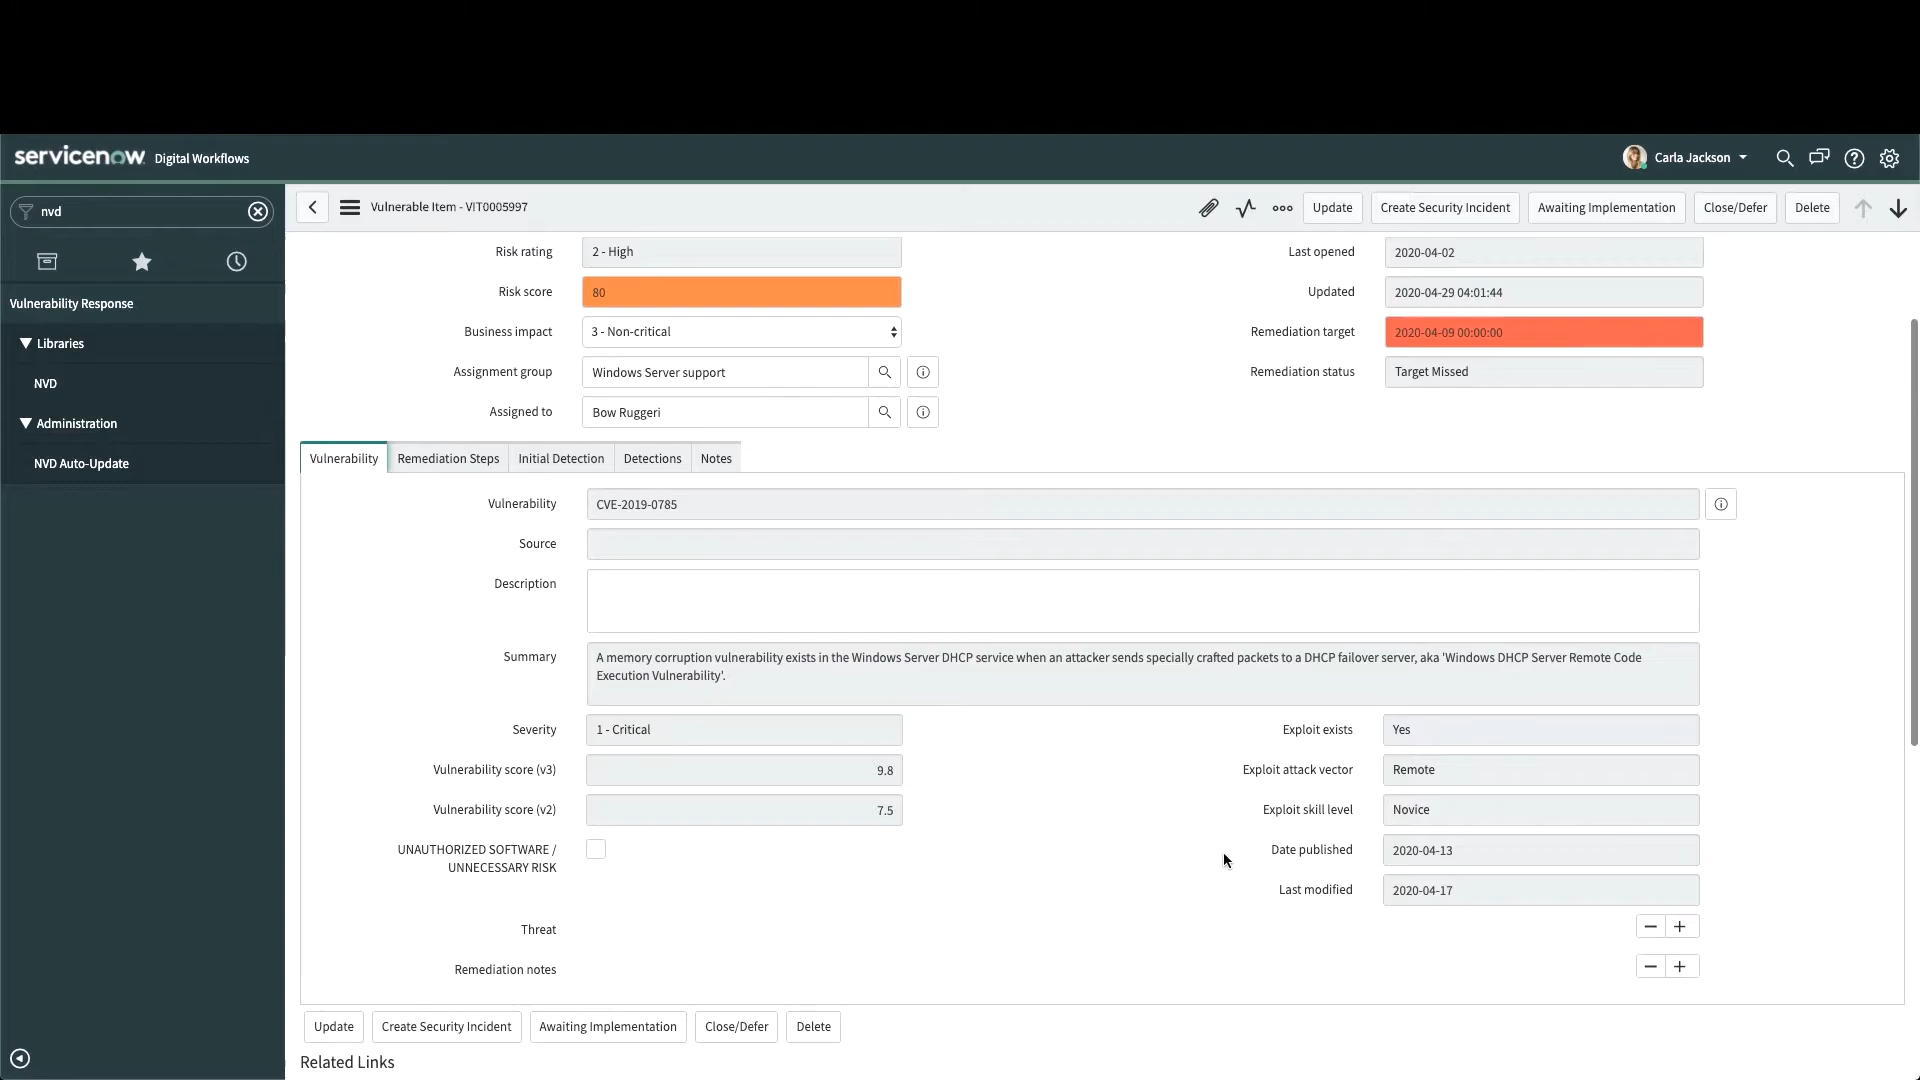 servicenow Digital Workflows
Carla Jackson
nvd
Vulnerable Item - VIT0005997
Update
Create Security Incident
Awaiting Implementation
Close/Defer
Delete
Vulnerability Response
Libraries
NVD
Administration
NVD Auto-Update
Risk rating
2 - High
Last opened
2020-04-02
Risk score
80
Updated
2020-04-29 04:01:44
Business impact
3 - Non-critical
Remediation target
2020-04-09 00:00:00
Assignment group
Windows Server support
Remediation status
Target Missed
Assigned to
Bow Ruggeri
Vulnerability
Remediation Steps
Initial Detection
Detections
Notes
Vulnerability
CVE-2019-0785
Source
Description
Summary
A memory corruption vulnerability exists in the Windows Server DHCP service when an attacker sends specially crafted packets to a DHCP failover server, aka 'Windows DHCP Server Remote Code
Execution Vulnerability'.
Severity
1 - Critical
Exploit exists
Yes
Vulnerability score (v3)
9.8
Exploit attack vector
Remote
Vulnerability score (v2)
7.5
Exploit skill level
Novice
UNAUTHORIZED SOFTWARE /
UNNECESSARY RISK
Date published
2020-04-13
Last modified
2020-04-17
Threat
Remediation notes
Update
Create Security Incident
Awaiting Implementation
Close/Defer
Delete
Related Links